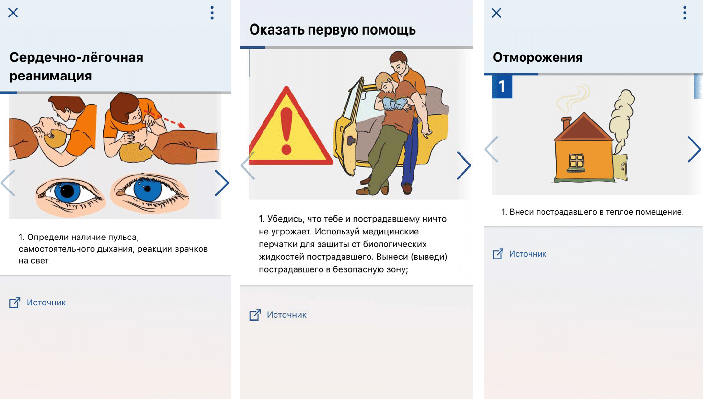 Сердечно-лёгочная
реанимация
1. Определи наличие пульса,
самостоятельного дыхания, реакции зрачков
на свет
Источник
Оказать первую помощь
1. Убедись, что тебе и пострадавшему ничто
не угрожает. Используй медицинские
перчатки для защиты от биологических
жидкостей пострадавшего. Вынеси (выведи)
пострадавшего в безопасную зону;
Источник
Отморожения
1
1. Внеси пострадавшего в теплое помещение.
Источник